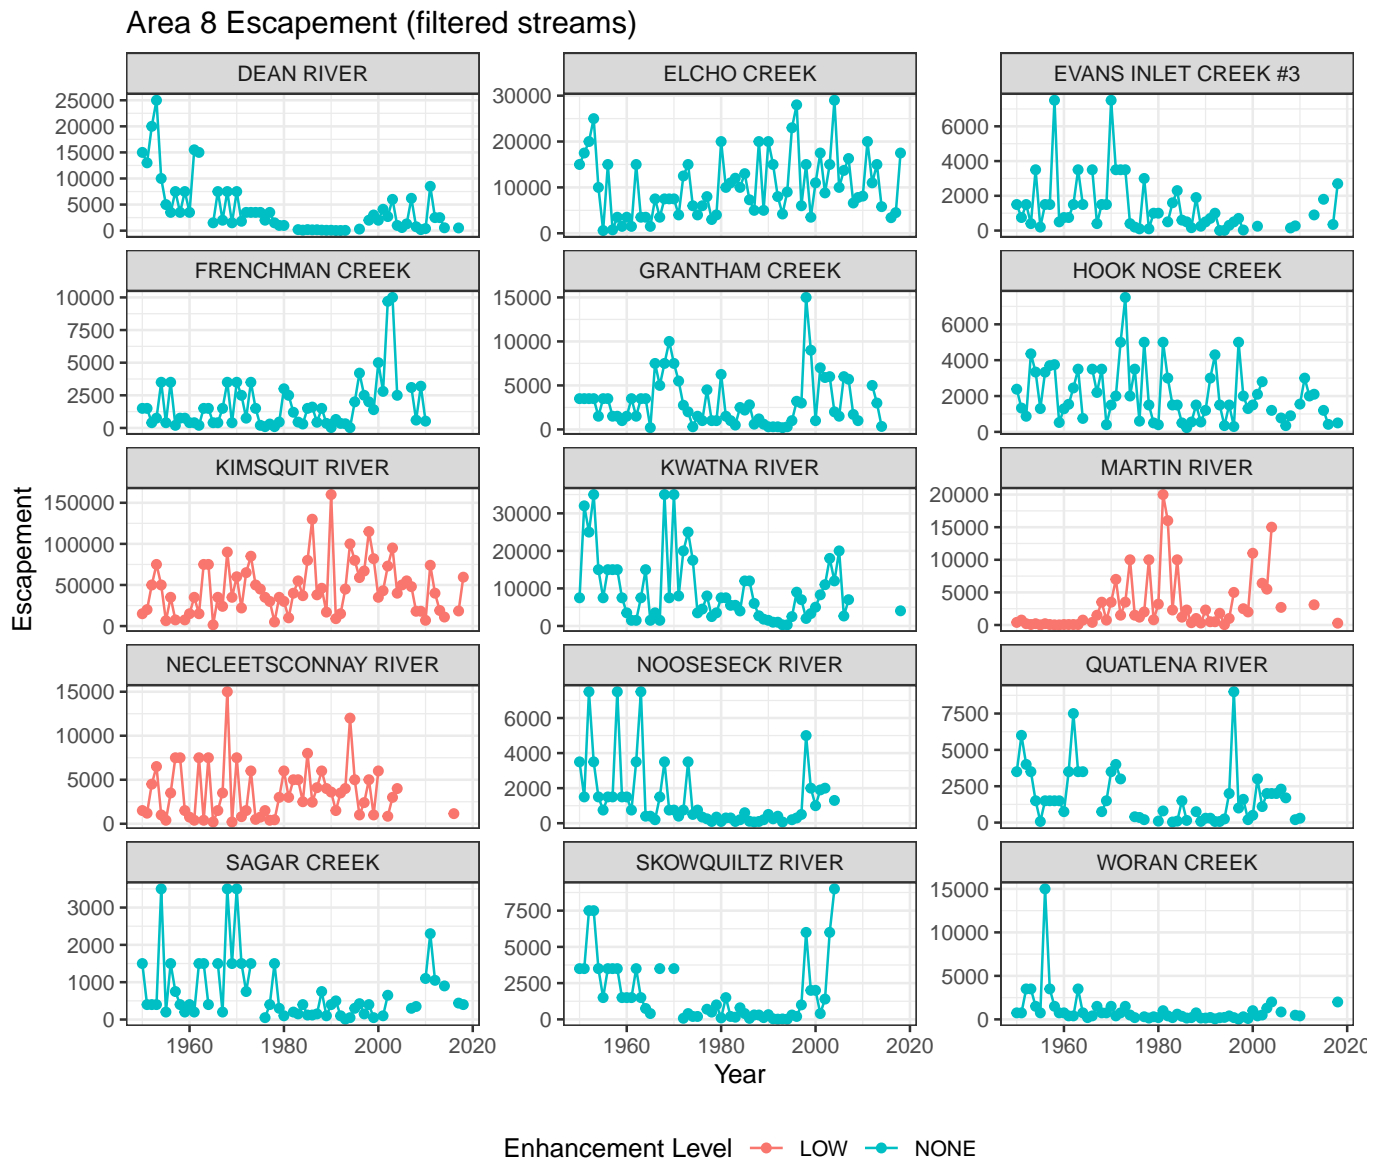 Area 8 Escapement (filtered streams)
DEAN RIVER
ELCHO CREEK
EVANS INLET CREEK #3
25000
20000
15000
10000
5000
0
30000
20000
10000
0
6000
4000
2000
0
FRENCHMAN CREEK
GRANTHAM CREEK
HOOK NOSE CREEK
10000
7500
5000
2500
0
15000
10000
5000
0
6000
4000
2000
0
KIMSQUIT RIVER
KWATNA RIVER
MARTIN RIVER
150000
100000
50000
0
30000
20000
10000
0
20000
15000
10000
5000
0
Escapement
NECLEETSCONNAY RIVER
NOOSESECK RIVER
QUATLENA RIVER
15000
10000
5000
0
6000
4000
2000
0
7500
5000
2500
0
SAGAR CREEK
SKOWQUILTZ RIVER
WORAN CREEK
3000
2000
1000
0
7500
5000
2500
0
15000
10000
5000
0
1960 1980 2000 2020
1960 1980 2000 2020
1960 1980 2000 2020
Year
Enhancement Level LOW NONE